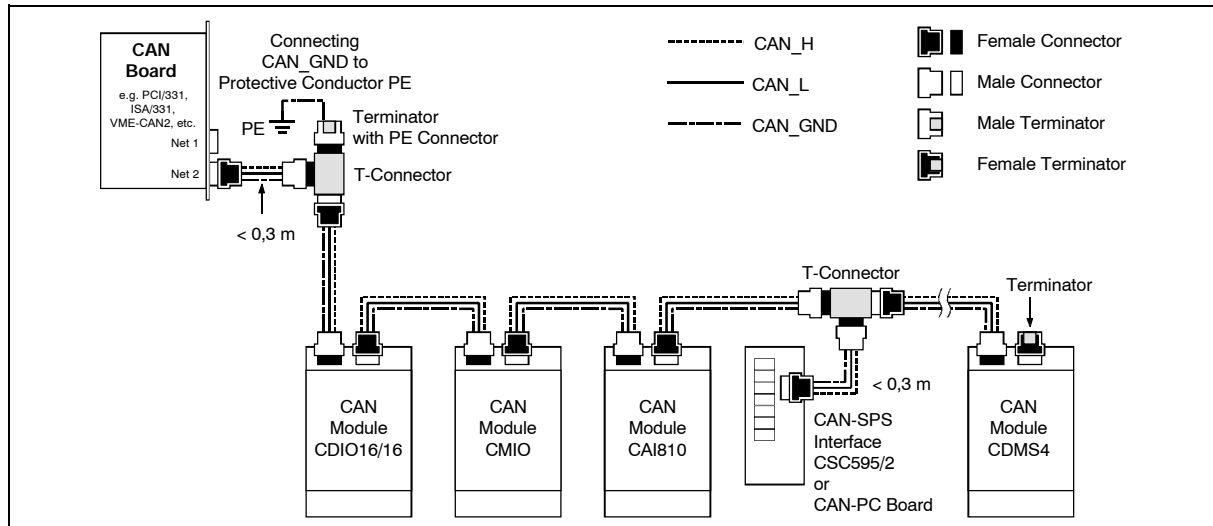 CAN
Board
e.g. PCI/331,
ISA/331,
VME-CAN2, etc.
Net 1
Net 2
Connecting
CAN_GND to
Protective Conductor PE
PE
Terminator
with PE Connector
T-Connector
< 0,3 m
CAN_H
CAN_L
CAN_GND
Female Connector
Male Connector
Male Terminator
Female Terminator
T-Connector
Terminator
CAN
Module
CDIO16/16
CAN
Module
CMIO
CAN
Module
CAI810
< 0,3 m
CAN-SPS
Interface
CSC595/2
or
CAN-PC Board
CAN
Module
CDMS4